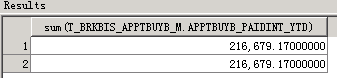 Results
sum(T_BRKBIS_APPTBUYB_M.APPTBUYB_PAIDINT_YTD)
1 216,679.17000000
2 216,679.17000000